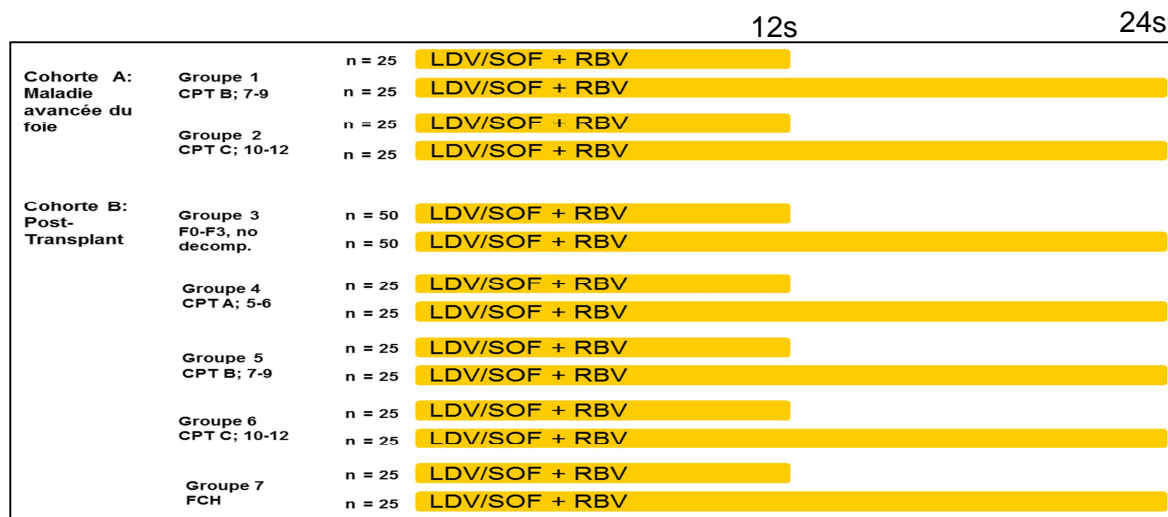 12s 24s
n = 25 LDV/SOF + RBV
Cohorte A:
Maladie
avancée du
foie
Groupe 1
CPT B; 7-9
n = 25 LDV/SOF + RBV
n = 25 LDV/SOF + RBV
Groupe 2
CPT C; 10-12
n = 25 LDV/SOF + RBV
Cohorte B:
Post-
Transplant
Groupe 3
F0-F3, no
decomp.
n = 50 LDV/SOF + RBV
n = 50 LDV/SOF + RBV
Groupe 4
CPT A; 5-6
n = 25 LDV/SOF + RBV
n = 25 LDV/SOF + RBV
Groupe 5
CPT B; 7-9
n = 25 LDV/SOF + RBV
n = 25 LDV/SOF + RBV
Groupe 6
CPT C; 10-12
n = 25 LDV/SOF + RBV
n = 25 LDV/SOF + RBV
Groupe 7
FCH
n = 25 LDV/SOF + RBV
n = 25 LDV/SOF + RBV